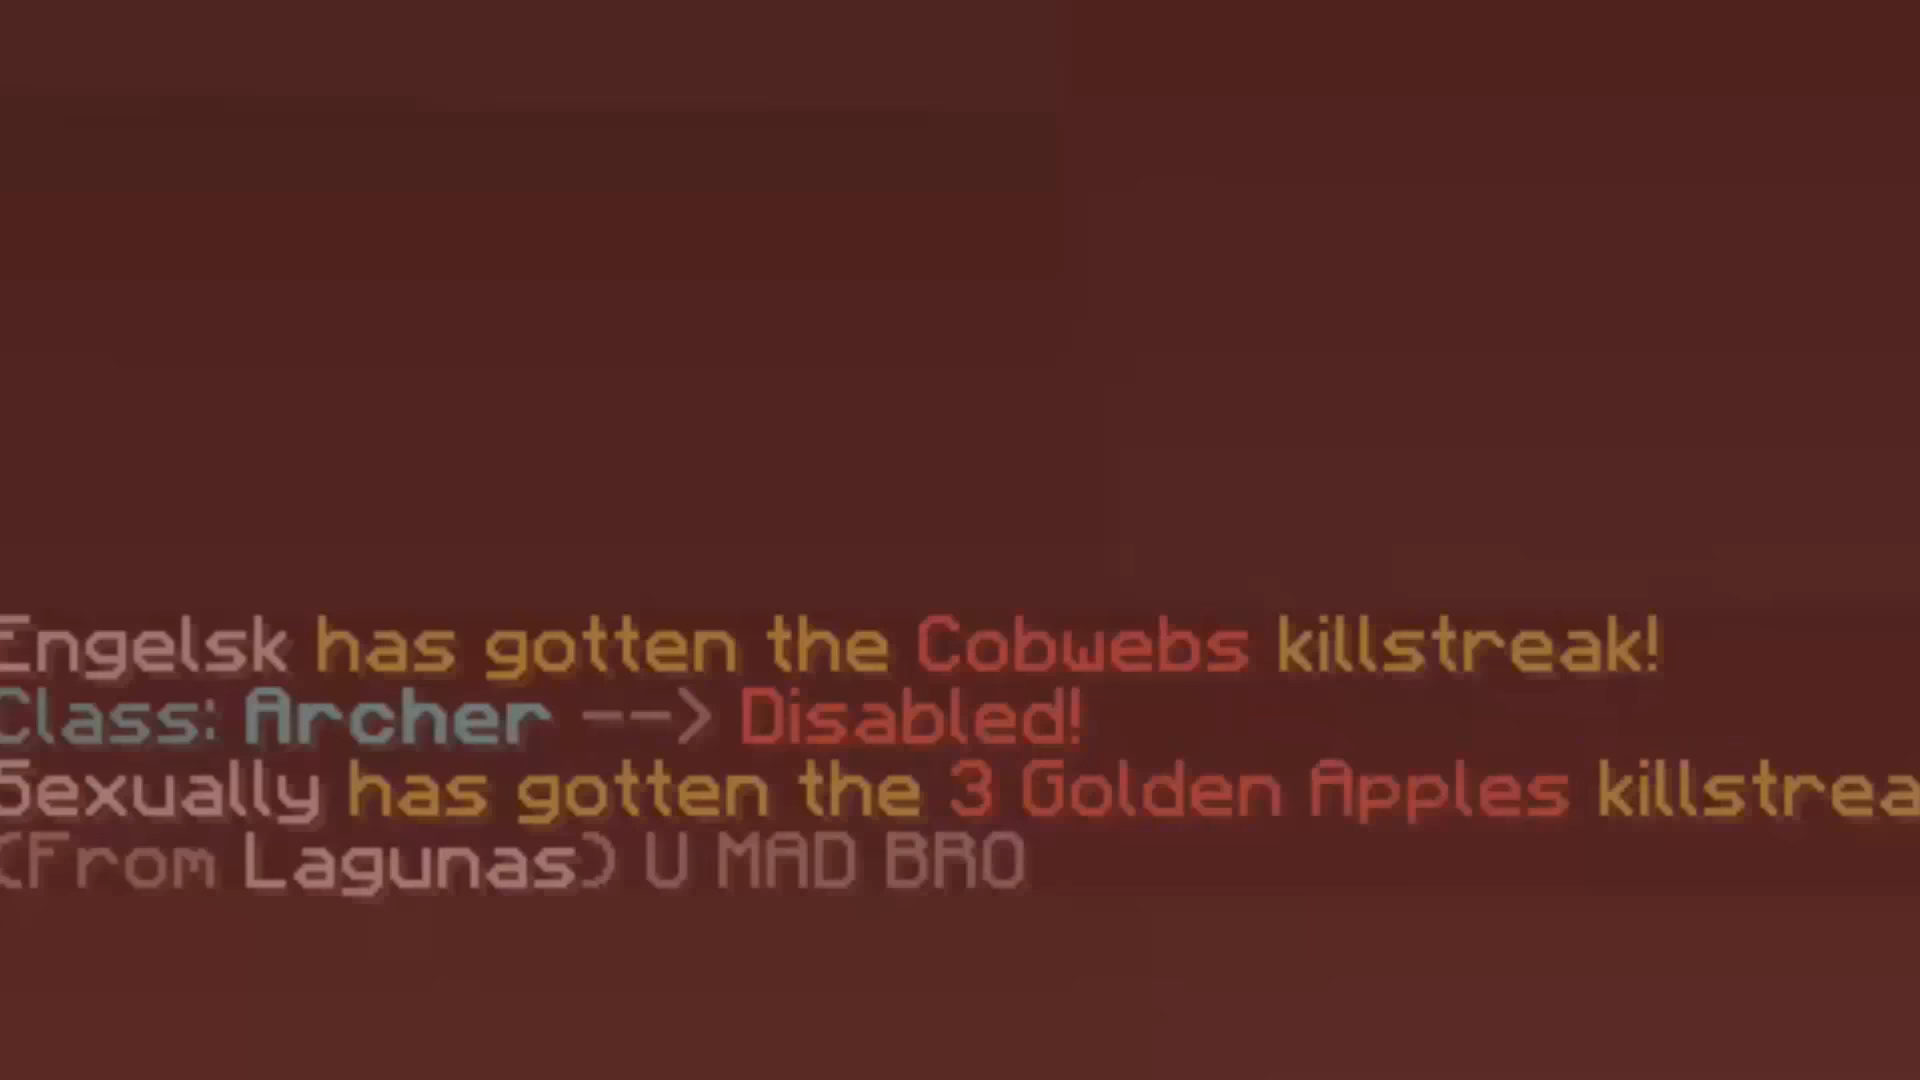 Engelsk has gotten the Cobwebs killstreak!
Class: Archer --> Disabled!
Sexually has gotten the 3 Golden Apples killstrea
(From Lagunas) U MAD BRO